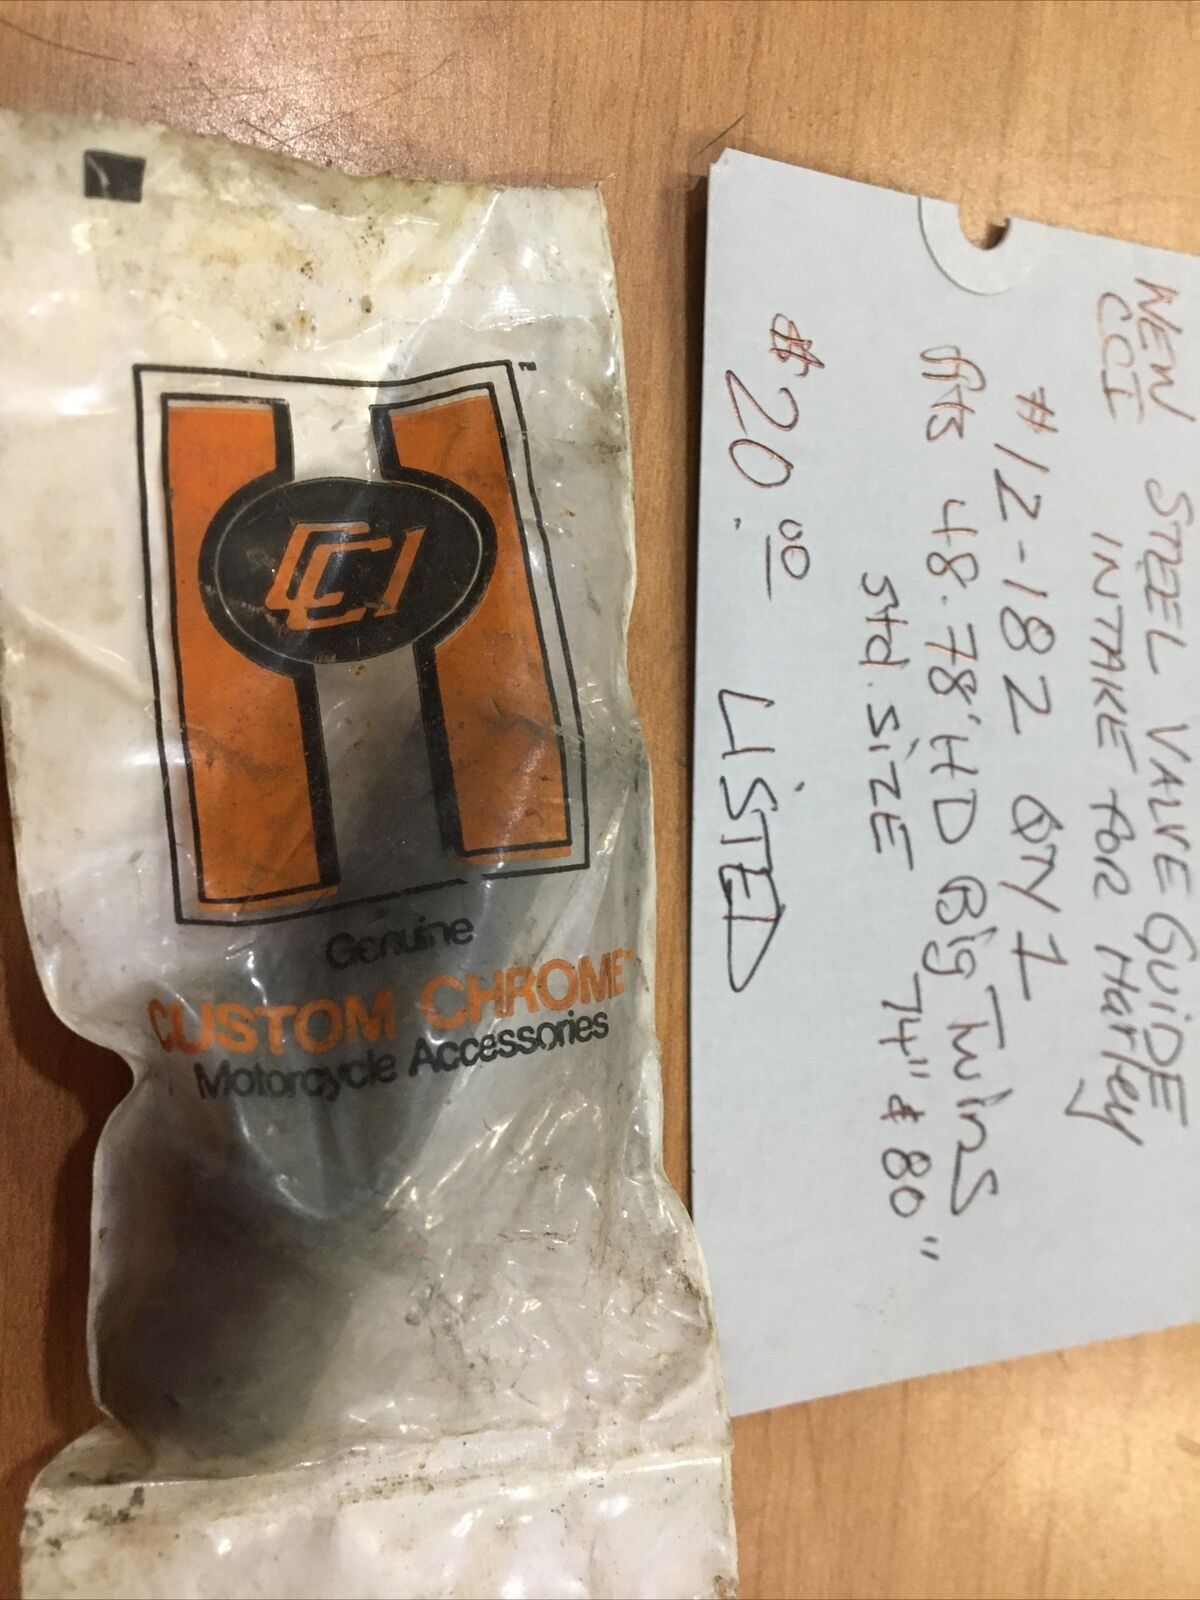 TM
CCI
Genuine
CUSTOM CHROME
Motorcycle Accessories
NEW STEEL VALVE GUIDE
CCI INTAKE FOR Harley
#12-182 QTY 1
fits 48-78' HD Big Twins
74" & 80"
Std. SizE
$20.00 LISTED